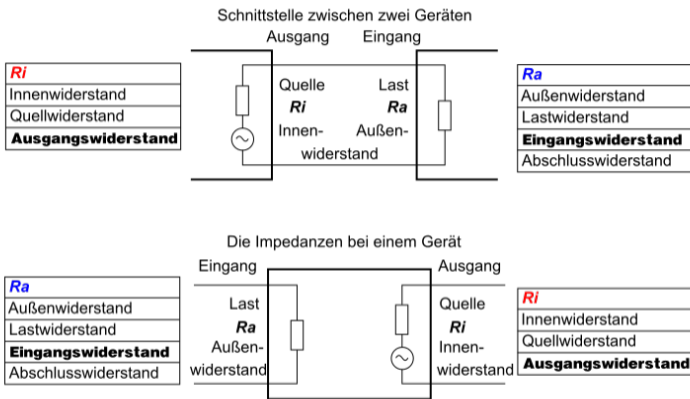 Schnittstelle zwischen zwei Geräten
Ausgang Eingang
Ri
Innenwiderstand
Quellwiderstand
Ausgangswiderstand
Quelle Last
Ri Ra
Innen- Außen-
widerstand
Ra
Außenwiderstand
Lastwiderstand
Eingangswiderstand
Abschlusswiderstand
Die Impedanzen bei einem Gerät
Eingang Ausgang
Ra
Außenwiderstand
Lastwiderstand
Eingangswiderstand
Abschlusswiderstand
Last
Ra
Außen-
widerstand
Quelle
Ri
Innen-
widerstand
Ri
Innenwiderstand
Quellwiderstand
Ausgangswiderstand